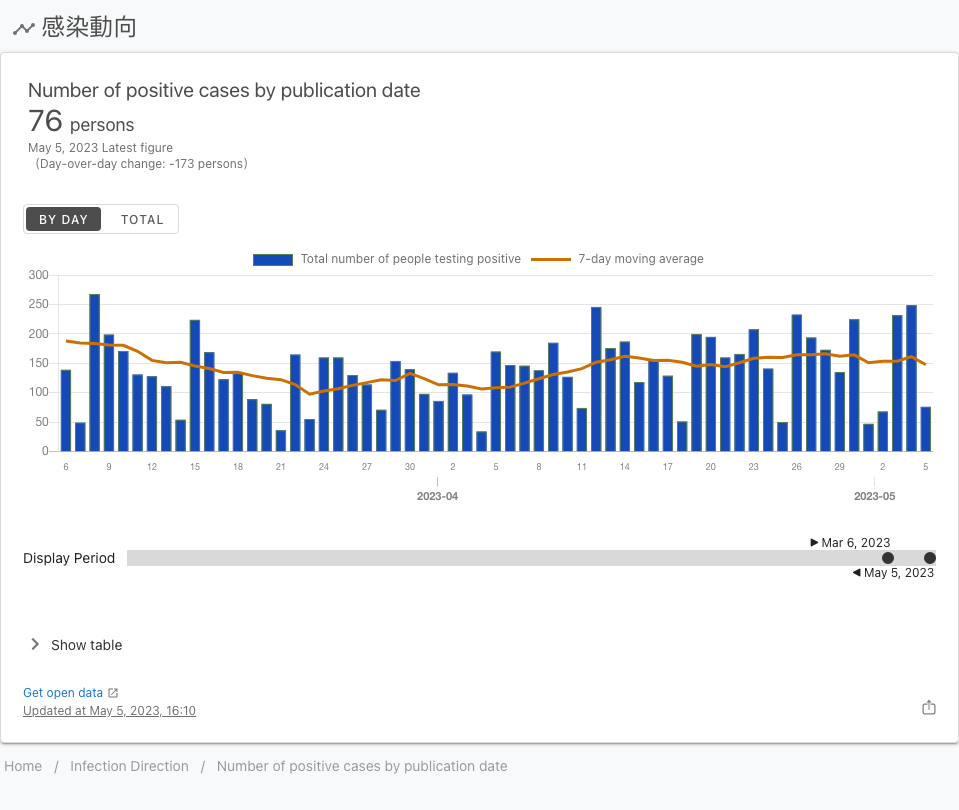 感染動向
Number of positive cases by publication date
76 persons
May 5, 2023 Latest figure
(Day-over-day change: -173 persons)
BY DAY TOTAL
Total number of people testing positive 7-day moving average
300
250
200
150
100
50
0
6 9 12 15 18 21 24 27 30 2 5 8 11 14 17 20 23 26 29 2 5
2023-04 2023-05
Mar 6, 2023
Display Period
May 5, 2023
Show table
Get open data
Updated at May 5, 2023, 16:10
Home / Infection Direction / Number of positive cases by publication date